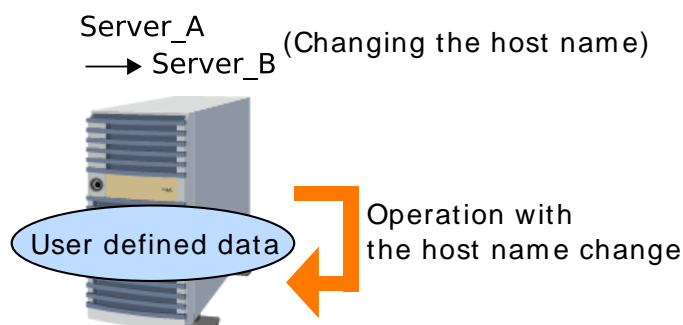 Server_A
(Changing the host name)
Server_B
User defined data
Operation with
the host name change